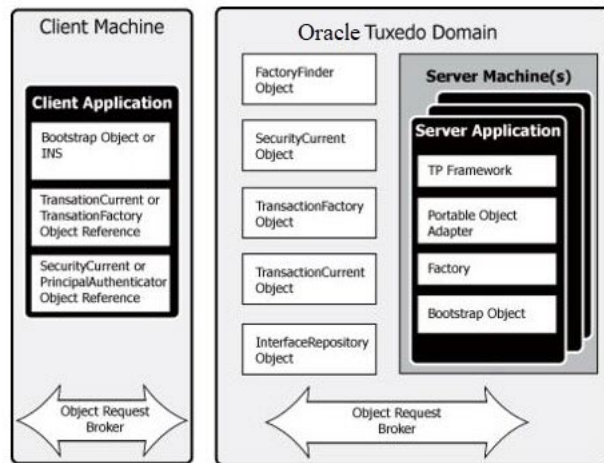 Client Machine
Client Application
Bootstrap Object or
INS
TransationCurrent or
TransationFactory
Object Reference
SecurityCurrent or
PrincipalAuthenticator
Object Reference
Object Request
Broker
Oracle Tuxedo Domain
FactoryFinder
Object
SecurityCurrent
Object
TransactionFactory
Object
TransactionCurrent
Object
InterfaceRepository
Object
Server Machine(s)
Server Application
TP Framework
Portable Object
Adapter
Factory
Bootstrap Object
Object Request
Broker